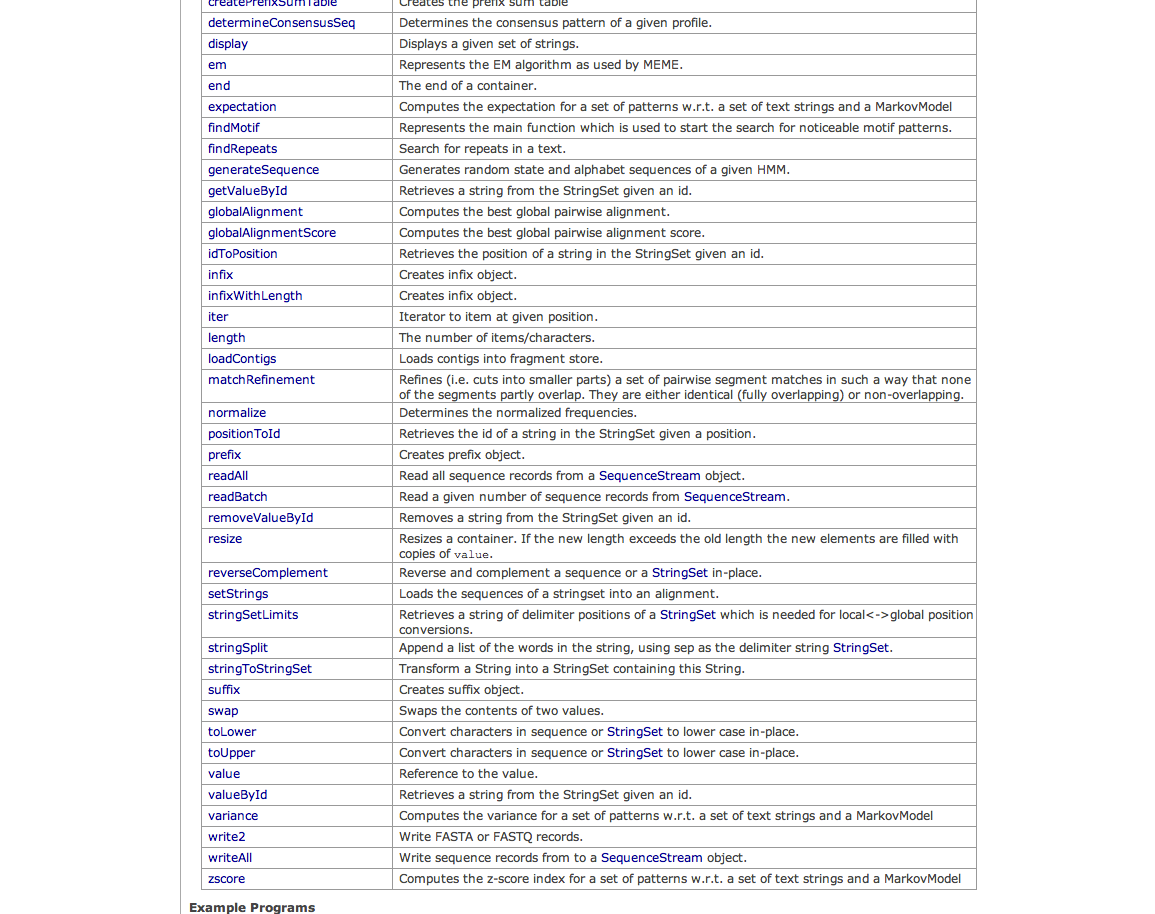 createPrefixSumTable Creates the prefix sum table
determineConsensusSeq Determines the consensus pattern of a given profile.
display Displays a given set of strings.
em Represents the EM algorithm as used by MEME.
end The end of a container.
expectation Computes the expectation for a set of patterns w.r.t. a set of text strings and a MarkovModel
findMotif Represents the main function which is used to start the search for noticeable motif patterns.
findRepeats Search for repeats in a text.
generateSequence Generates random state and alphabet sequences of a given HMM.
getValueById Retrieves a string from the StringSet given an id.
globalAlignment Computes the best global pairwise alignment.
globalAlignmentScore Computes the best global pairwise alignment score.
idToPosition Retrieves the position of a string in the StringSet given an id.
infix Creates infix object.
infixWithLength Creates infix object.
iter Iterator to item at given position.
length The number of items/characters.
loadContigs Loads contigs into fragment store.
matchRefinement Refines (i.e. cuts into smaller parts) a set of pairwise segment matches in such a way that none
of the segments partly overlap. They are either identical (fully overlapping) or non-overlapping.
normalize Determines the normalized frequencies.
positionToId Retrieves the id of a string in the StringSet given a position.
prefix Creates prefix object.
readAll Read all sequence records from a SequenceStream object.
readBatch Read a given number of sequence records from SequenceStream.
removeValueById Removes a string from the StringSet given an id.
resize Resizes a container. If the new length exceeds the old length the new elements are filled with
copies of value.
reverseComplement Reverse and complement a sequence or a StringSet in-place.
setStrings Loads the sequences of a stringset into an alignment.
stringSetLimits Retrieves a string of delimiter positions of a StringSet which is needed for local<->global position
conversions.
stringSplit Append a list of the words in the string, using sep as the delimiter string StringSet.
stringToStringSet Transform a String into a StringSet containing this String.
suffix Creates suffix object.
swap Swaps the contents of two values.
toLower Convert characters in sequence or StringSet to lower case in-place.
toUpper Convert characters in sequence or StringSet to lower case in-place.
value Reference to the value.
valueById Retrieves a string from the StringSet given an id.
variance Computes the variance for a set of patterns w.r.t. a set of text strings and a MarkovModel
write2 Write FASTA or FASTQ records.
writeAll Write sequence records from to a SequenceStream object.
zscore Computes the z-score index for a set of patterns w.r.t. a set of text strings and a MarkovModel
Example Programs